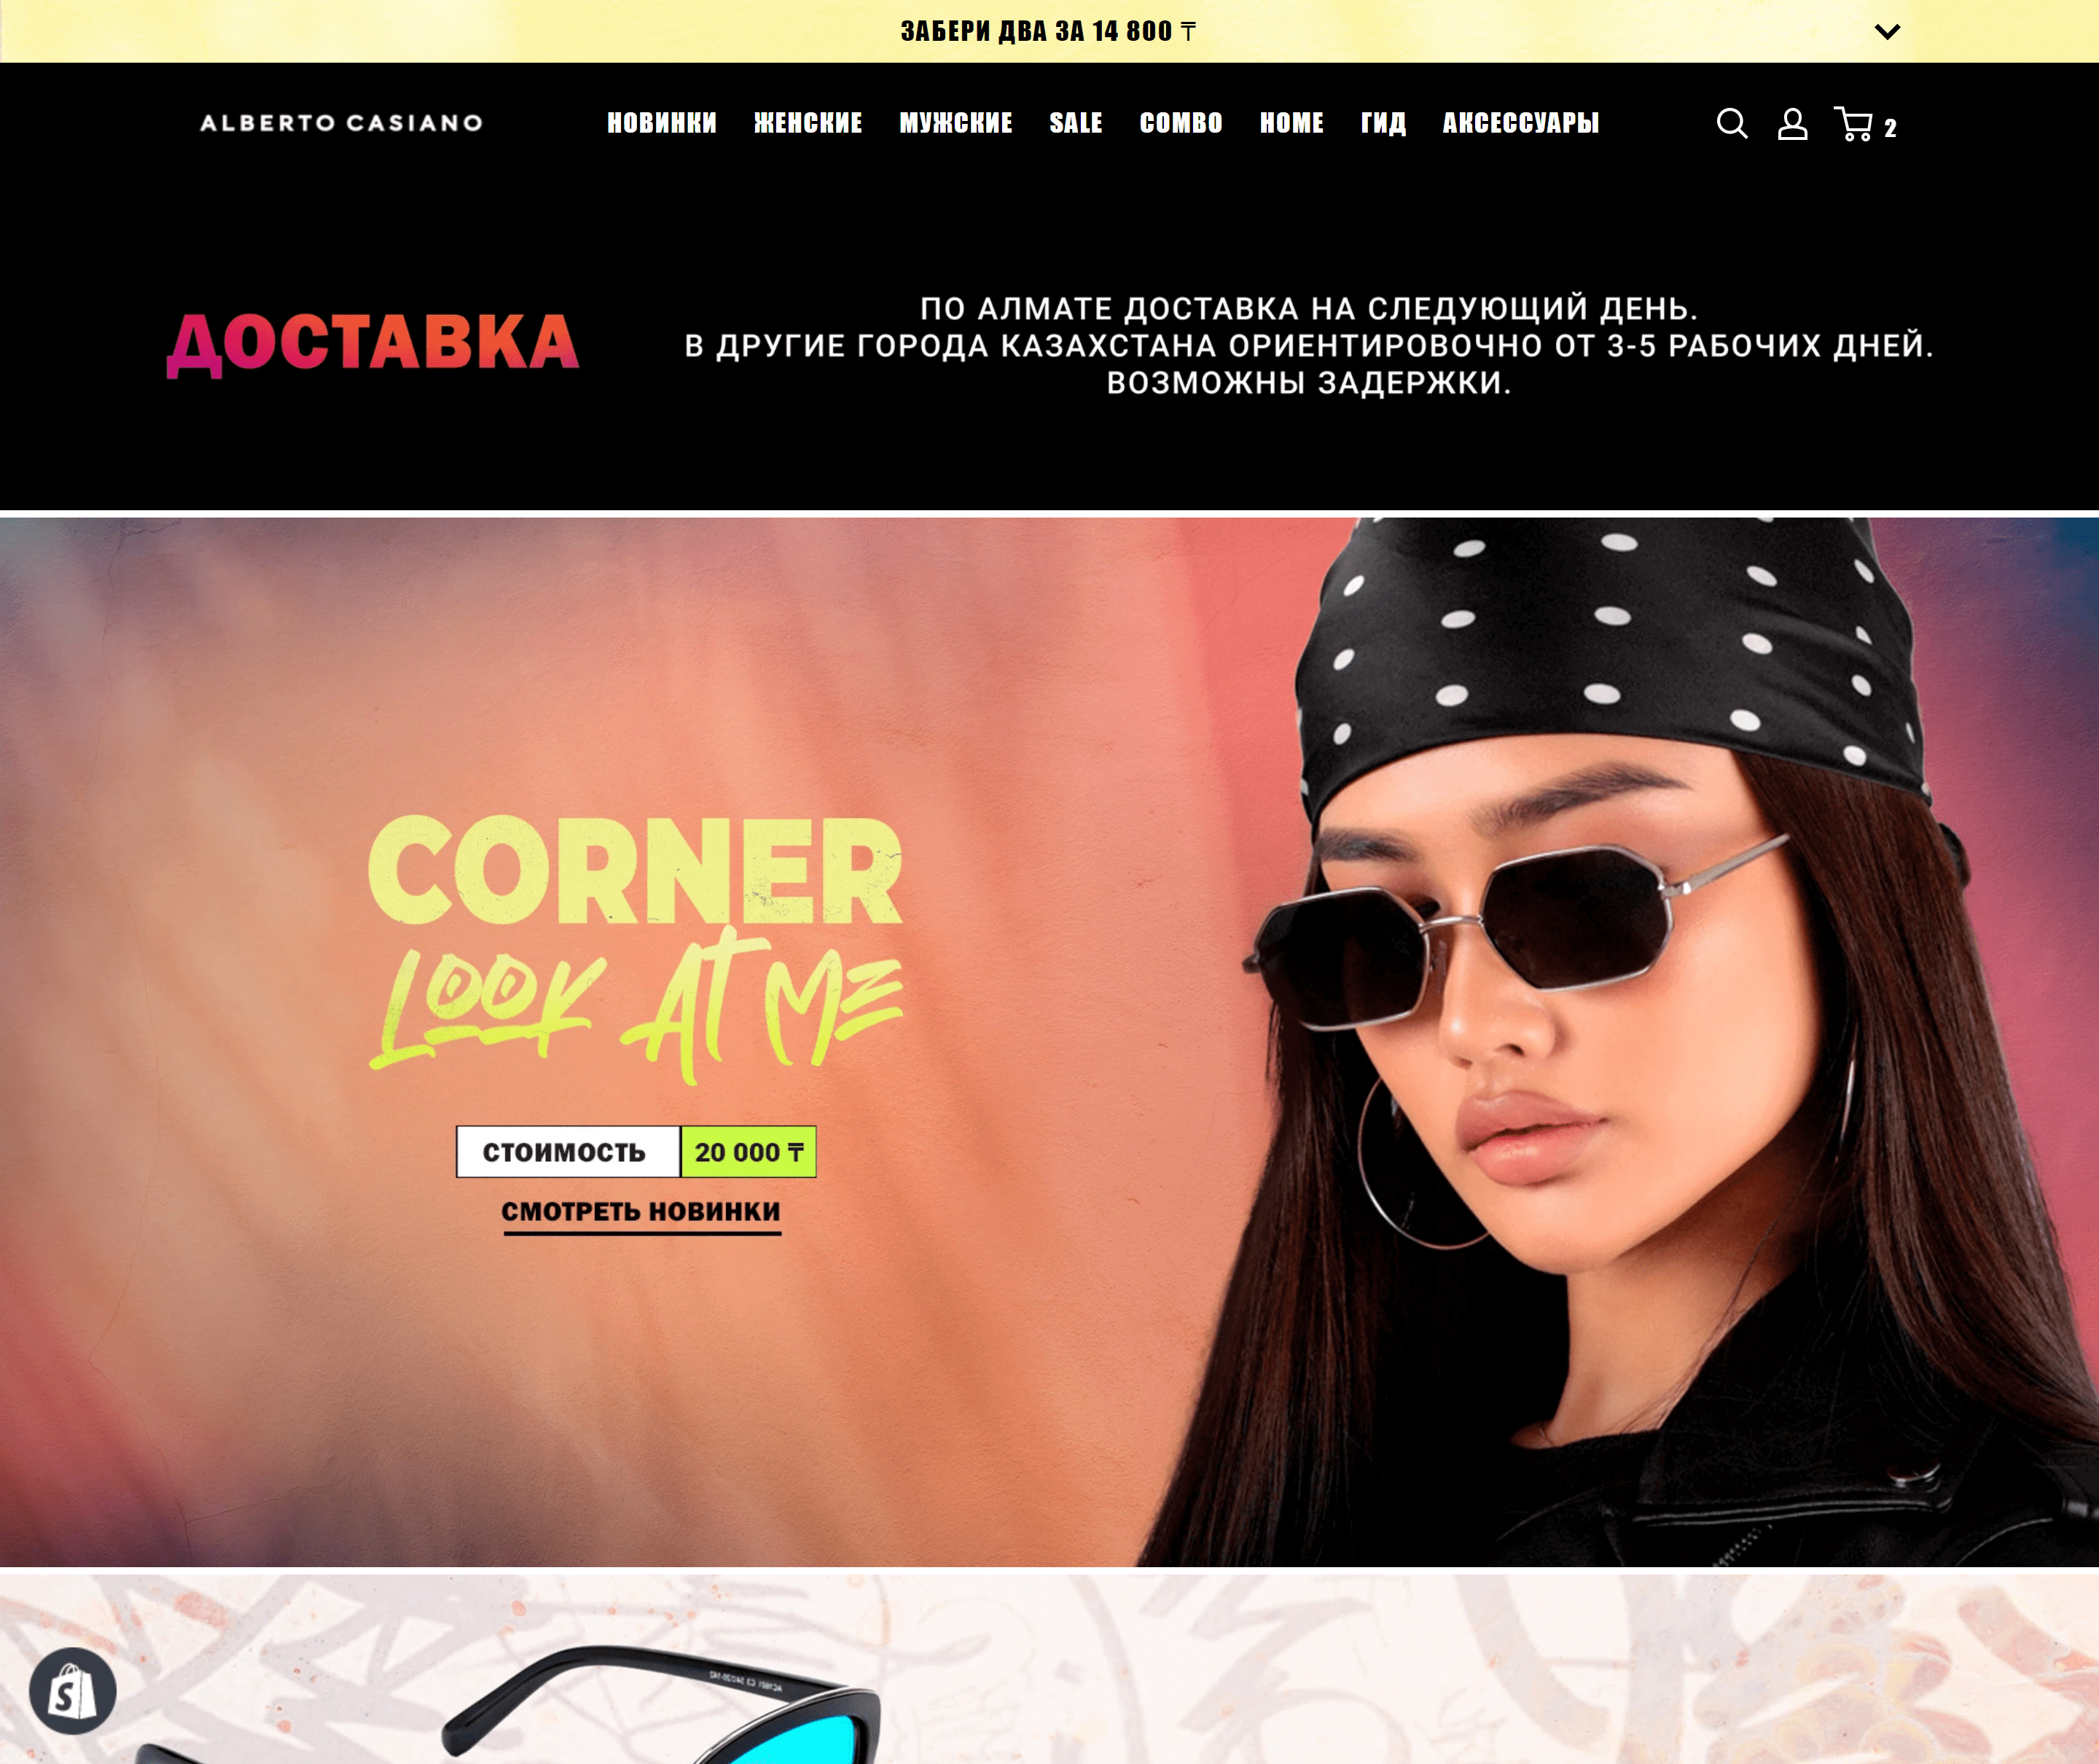 ЗАБЕРИ ДВА ЗА 14 800 ₸
ALBERTO CASIANO
НОВИНКИ ЖЕНСКИЕ МУЖСКИЕ SALE COMBO HOME ГИД АКСЕССУАРЫ
2
ДОСТАВКА
ПО АЛМАТЕ ДОСТАВКА НА СЛЕДУЮЩИЙ ДЕНЬ.
В ДРУГИЕ ГОРОДА КАЗАХСТАНА ОРИЕНТИРОВОЧНО ОТ 3-5 РАБОЧИХ ДНЕЙ.
ВОЗМОЖНЫ ЗАДЕРЖКИ.
CORNER
LOOK AT ME
СТОИМОСТЬ 20 000 ₸
СМОТРЕТЬ НОВИНКИ